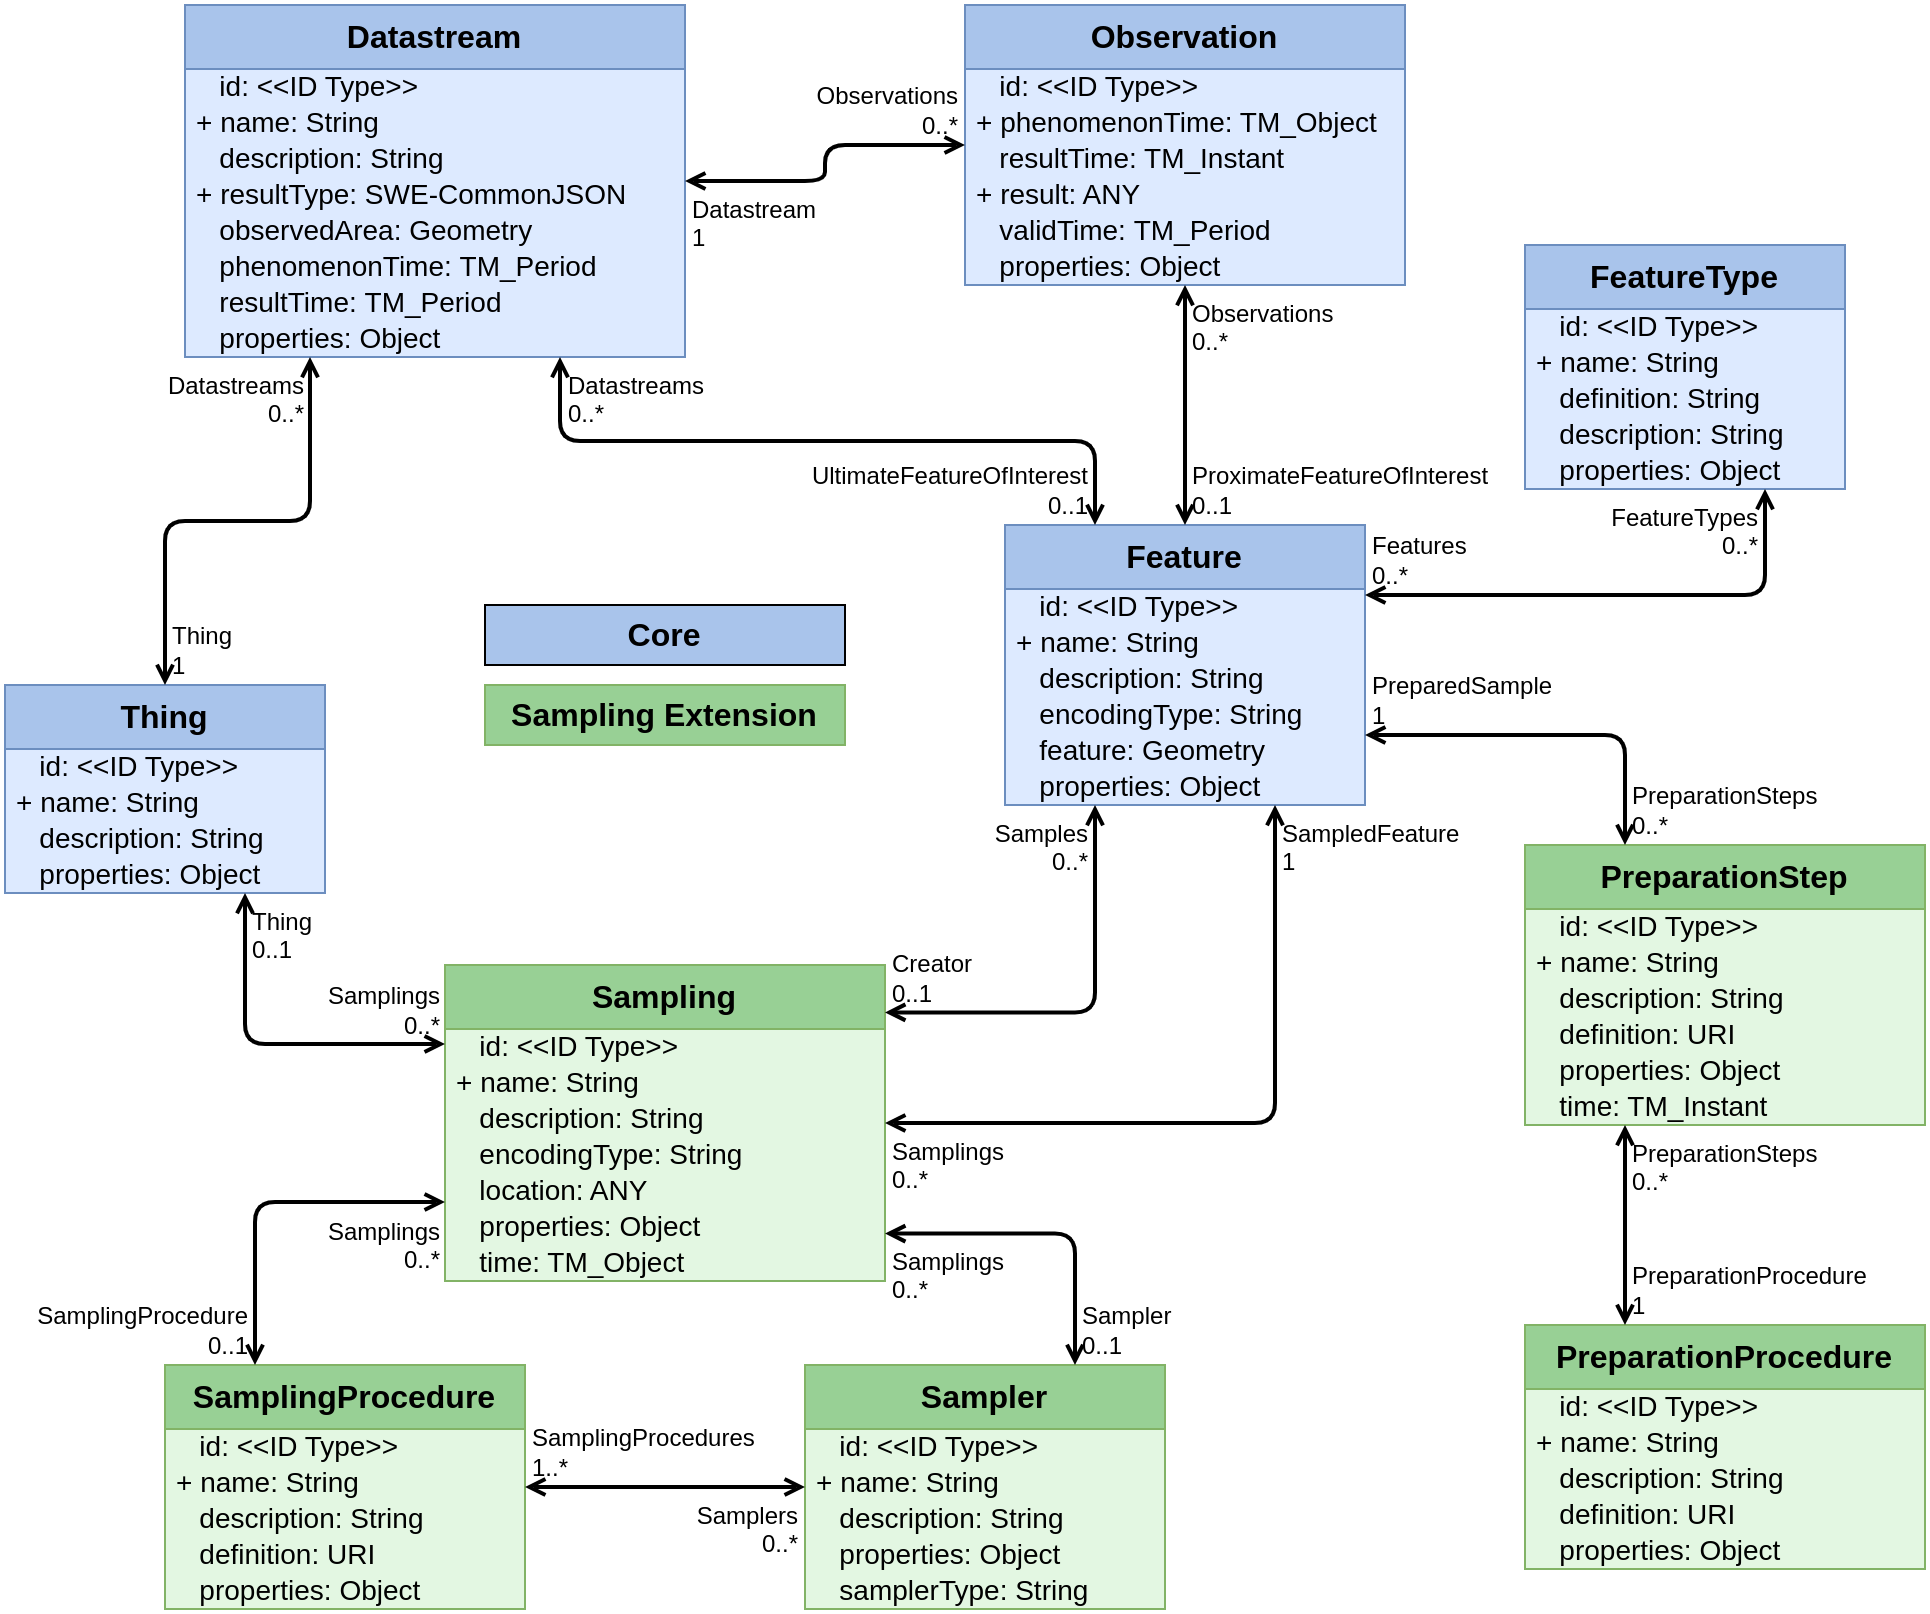 Datastream
id: <<ID Type>>
+ name: String
description: String
+ resultType: SWE-CommonJSON
observedArea: Geometry
phenomenonTime: TM_Period
resultTime: TM_Period
properties: Object
Observation
id: <<ID Type>>
+ phenomenonTime: TM_Object
resultTime: TM_Instant
+ result: ANY
validTime: TM_Period
properties: Object
Observations
0..*
Datastream
1
FeatureType
id: <<ID Type>>
+ name: String
definition: String
description: String
properties: Object
Observations
0..*
Datastreams
0..*
Datastreams
0..*
UltimateFeatureOfInterest
0..1
ProximateFeatureOfInterest
0..1
FeatureTypes
0..*
Features
0..*
Feature
id: <<ID Type>>
+ name: String
description: String
encodingType: String
feature: Geometry
properties: Object
Core
Sampling Extension
Thing
1
Thing
id: <<ID Type>>
+ name: String
description: String
properties: Object
PreparedSample
1
PreparationSteps
0..*
Samples
0..*
SampledFeature
1
PreparationStep
id: <<ID Type>>
+ name: String
description: String
definition: URI
properties: Object
time: TM_Instant
Thing
0..1
Samplings
0..*
Creator
0..1
Sampling
id: <<ID Type>>
+ name: String
description: String
encodingType: String
location: ANY
properties: Object
time: TM_Object
Samplings
0..*
Samplings
0..*
Samplings
0..*
PreparationSteps
0..*
PreparationProcedure
1
SamplingProcedure
0..1
Sampler
0..1
SamplingProcedure
id: <<ID Type>>
+ name: String
description: String
definition: URI
properties: Object
SamplingProcedures
1..*
Samplers
0..*
Sampler
id: <<ID Type>>
+ name: String
description: String
properties: Object
samplerType: String
PreparationProcedure
id: <<ID Type>>
+ name: String
description: String
definition: URI
properties: Object